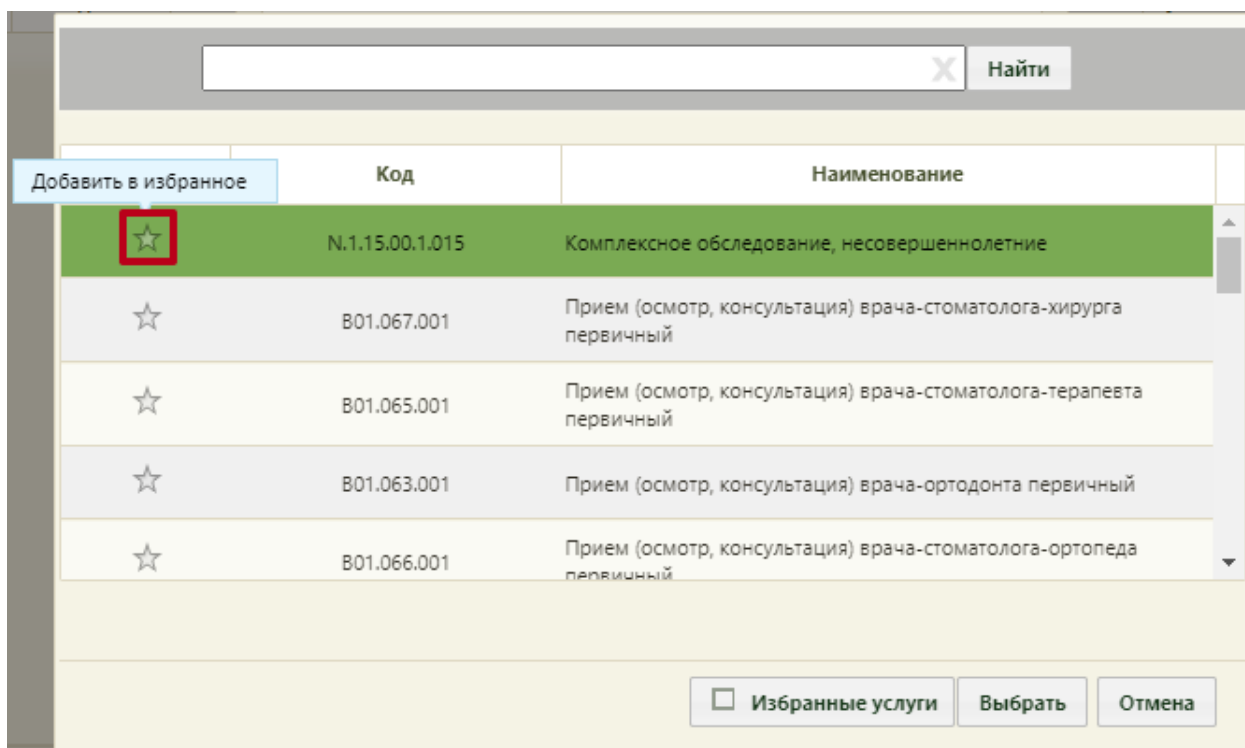 Найти
Код
Наименование
Добавить в избранное
N.1.15.00.1.015
Комплексное обследование, несовершеннолетние
B01.067.001
Прием (осмотр, консультация) врача-стоматолога-хирурга
первичный
B01.065.001
Прием (осмотр, консультация) врача-стоматолога-терапевта
первичный
B01.063.001
Прием (осмотр, консультация) врача-ортодонта первичный
B01.066.001
Прием (осмотр, консультация) врача-стоматолога-ортопеда
первичный
Избранные услуги
Выбрать
Отмена